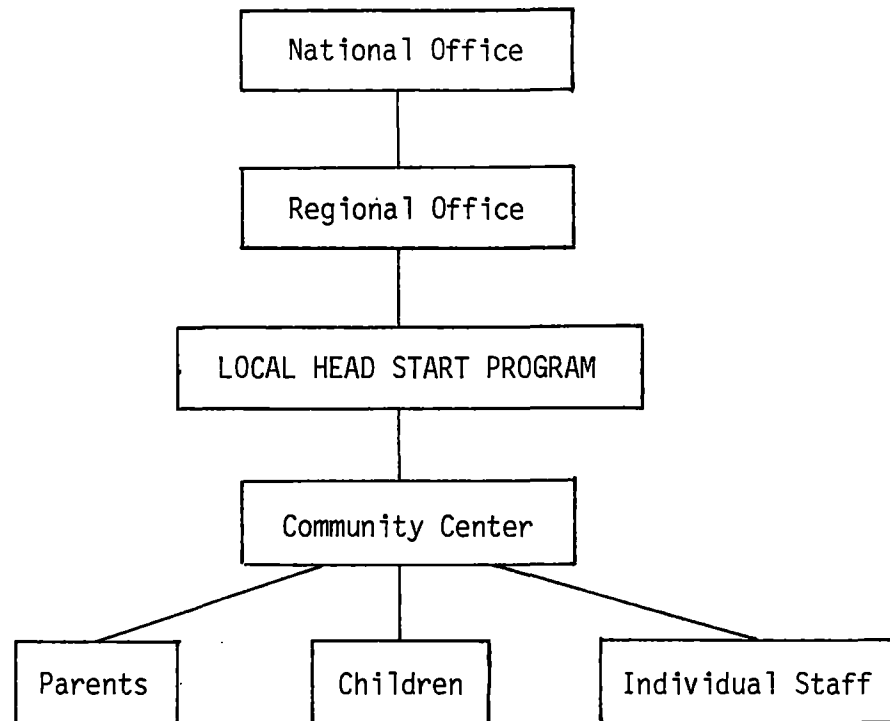 National Office
Regional Office
LOCAL HEAD START PROGRAM
Community Center
Parents
Children
Individual Staff